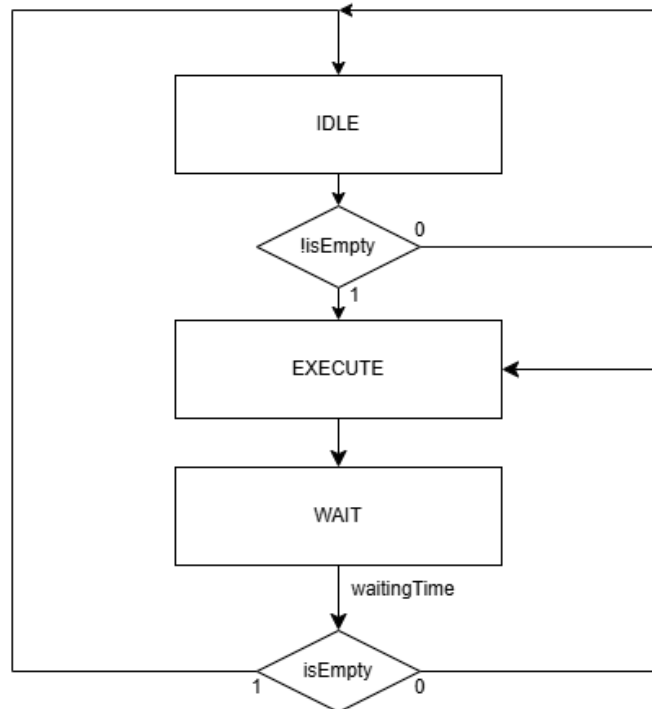 IDLE
!isEmpty
0
1
EXECUTE
WAIT
waitingTime
isEmpty
1
0